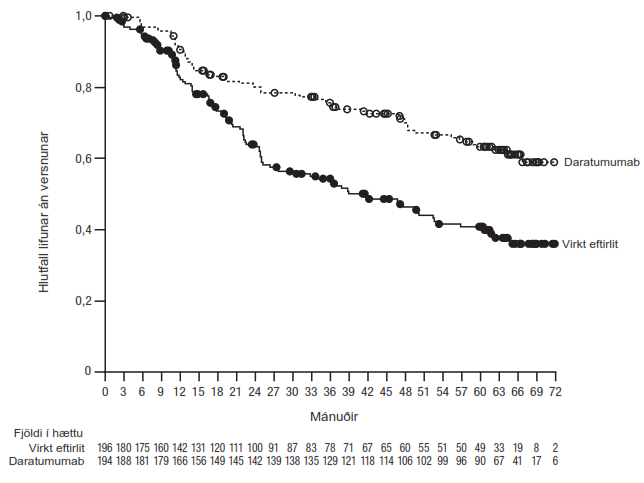 Hlutfall lifunar án versnunar
1,0
0,8
0,6
0,4
0,2
0
Daratumumab
Virkt eftirlit
0 3 6 9 12 15 18 21 24 27 30 33 36 39 42 45 48 51 54 57 60 63 66 69 72
Mánuðir
Fjöldi í hættu
Virkt eftirlit 196 180 175 160 142 131 120 111 100 91 87 83 78 71 67 65 60 55 51 50 49 33 19 8 2
Daratumumab 194 188 181 179 166 156 149 145 142 139 138 135 129 121 118 114 106 102 99 96 90 67 41 17 6